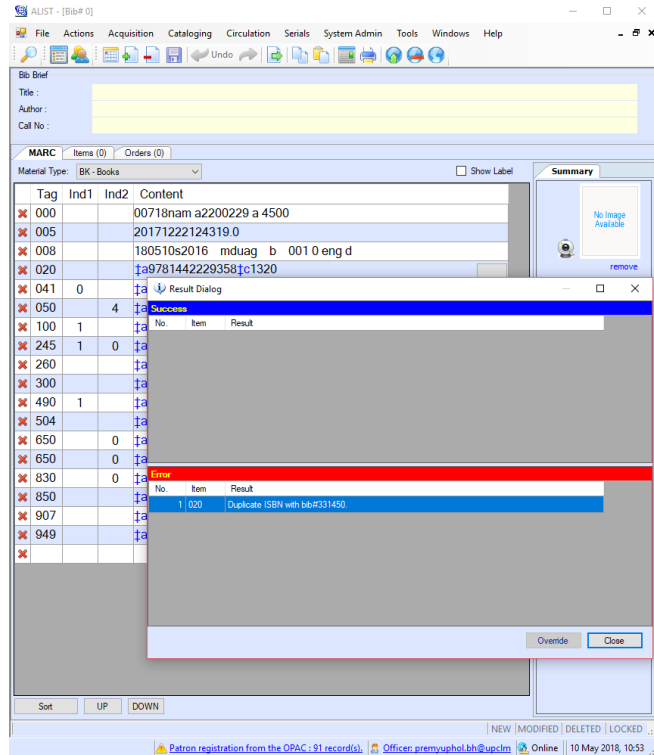 ALIST - [Bib# 0]
File Actions Acquisition Cataloging Circulation Serials System Admin Tools Windows Help
Undo
Bib Brief
Title :
Author :
Call No :
MARC Items (0) Orders (0)
Material Type: BK - Books Show Label Summary
Tag Ind1 Ind2 Content
000 00718nam a2200229 a 4500
005 20171222124319.0
008 180510s2016 mduag b 001 0 eng d
020 ‡a9781442229358‡c1320
No Image
Available
remove
041 0 ‡a
050 4 ‡a
100 1 ‡a
245 1 0 ‡a
260 ‡a
300 ‡a
490 1 ‡a
504 ‡a
650 0 ‡a
650 0 ‡a
830 0 ‡a
850 ‡a
907 ‡a
949 ‡a
Result Dialog
Success
No. Item Result
Error
No. Item Result
1 020 Duplicate ISBN with bib#331450.
Override Close
Sort UP DOWN
NEW MODIFIED DELETED LOCKED
Patron registration from the OPAC : 91 record(s). Officer: premyuphol.bh@upclm Online 10 May 2018, 10:53